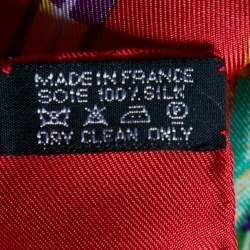 MADE IN FRANCE
SOIE 100% SILK
DRY CLEAN ONLY